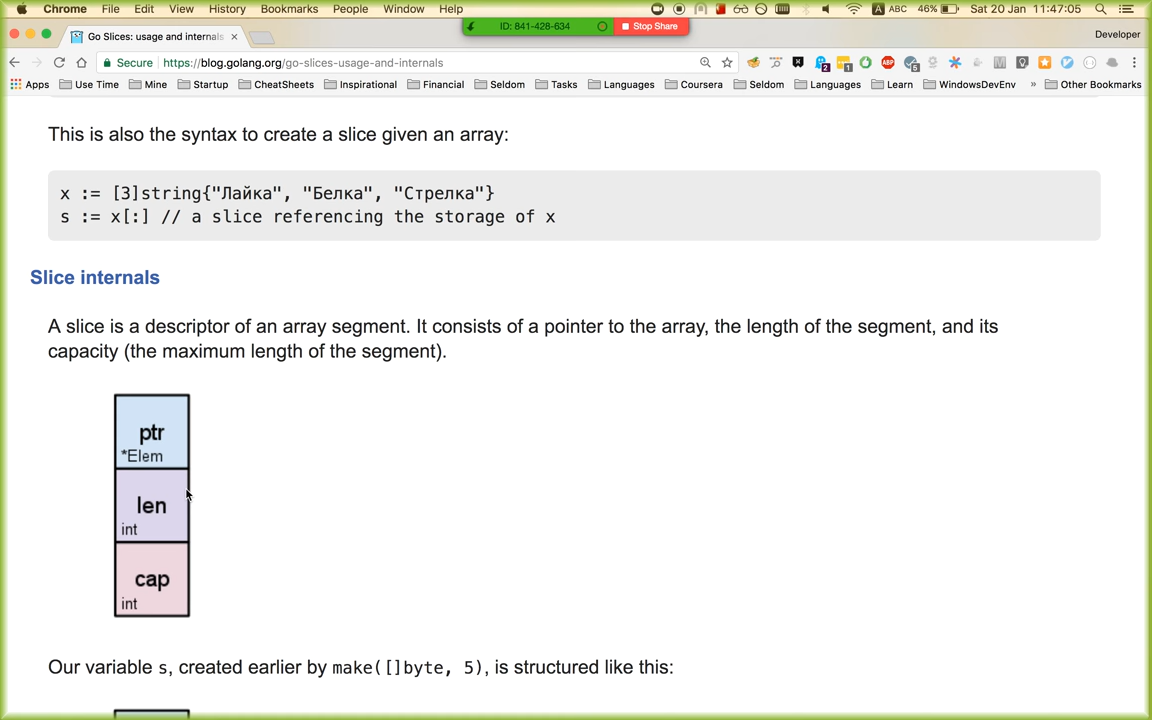 Chrome File Edit View History Bookmarks People Window Help
A ABC 46% Sat 20 Jan 11:47:05
ID: 841-428-634 Stop Share
Go Slices: usage and internals
Developer
Secure https://blog.golang.org/go-slices-usage-and-internals
Apps Use Time Mine Startup CheatSheets Inspirational Financial Seldom Tasks Languages Coursera Seldom Languages Learn WindowsDevEnv » Other Bookmarks
This is also the syntax to create a slice given an array:
x := [3]string{"Лайка", "Белка", "Стрелка"}
s := x[:] // a slice referencing the storage of x
Slice internals
A slice is a descriptor of an array segment. It consists of a pointer to the array, the length of the segment, and its
capacity (the maximum length of the segment).
ptr
*Elem
len
int
cap
int
Our variable s, created earlier by make([]byte, 5), is structured like this: